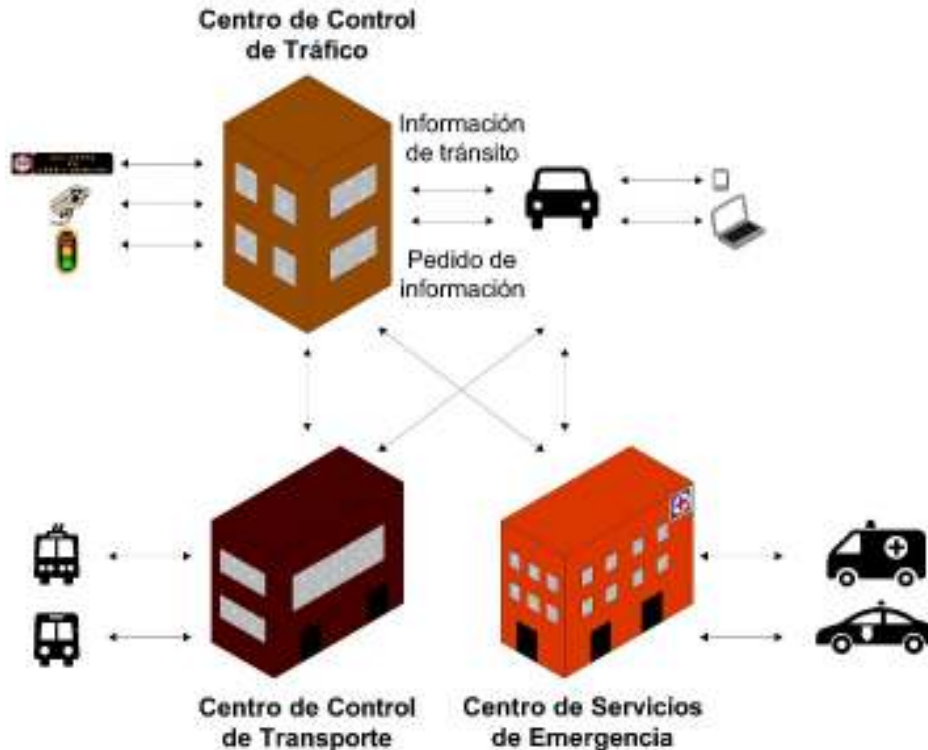 Centro de Control
de Tráfico
Información
de tránsito
Pedido de
información
Centro de Control
de Transporte
Centro de Servicios
de Emergencia